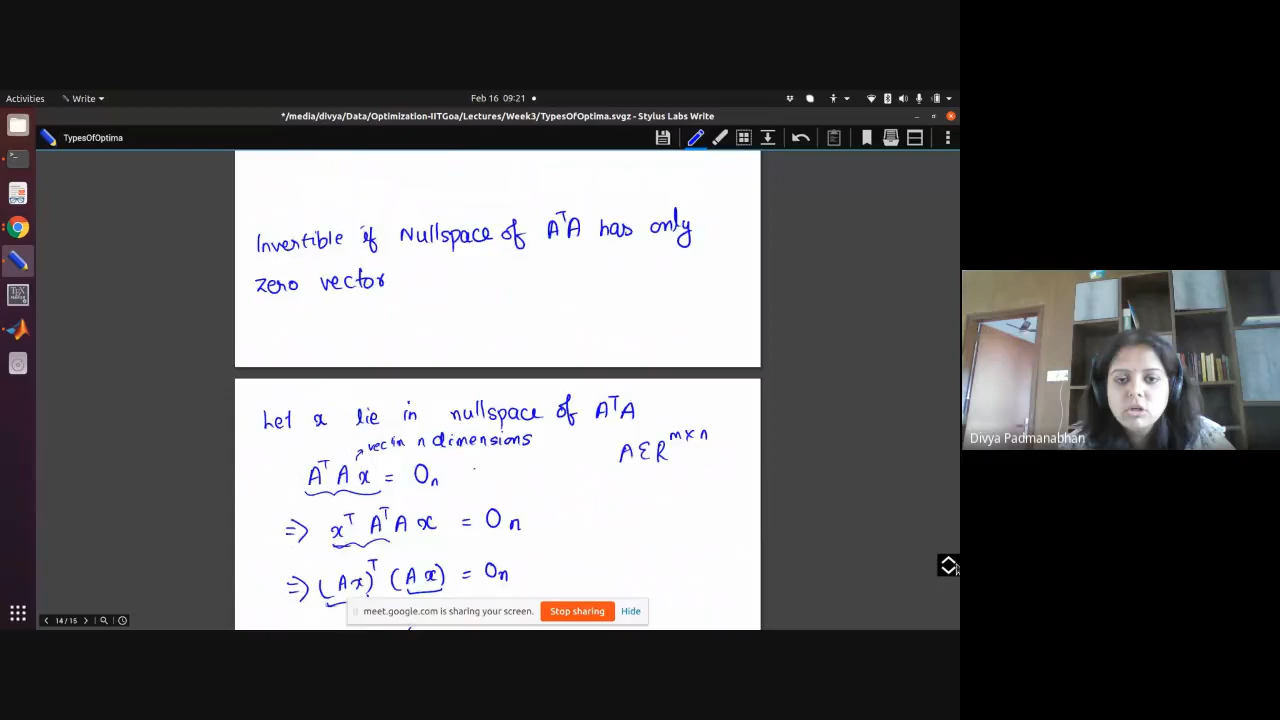 Activities Write Feb 16 09:21
*/media/divya/Data/Optimization-IITGoa/Lectures/Week3/TypesOfOptima.svgz - Stylus Labs Write
TypesOfOptima
Invertible if Nullspace of AᵀA has only
zero vector
Let x lie in nullspace of AᵀA
n dimensions
A ∈ ℝᵐˣⁿ
AᵀAx = 0ₙ
⇒ xᵀAᵀAx = 0ₙ
⇒ (Ax)ᵀ(Ax) = 0ₙ
meet.google.com is sharing your screen. Stop sharing Hide
14/15
Divya Padmanabhan